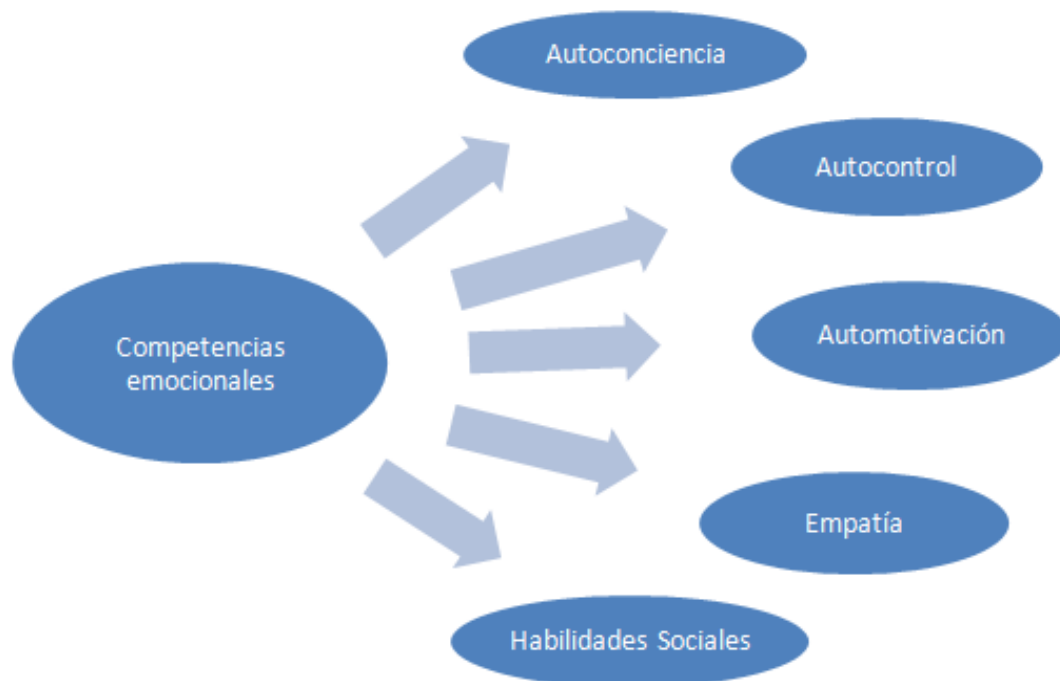 Autoconciencia
Autocontrol
Competencias
emocionales
Automotivación
Empatía
Habilidades Sociales